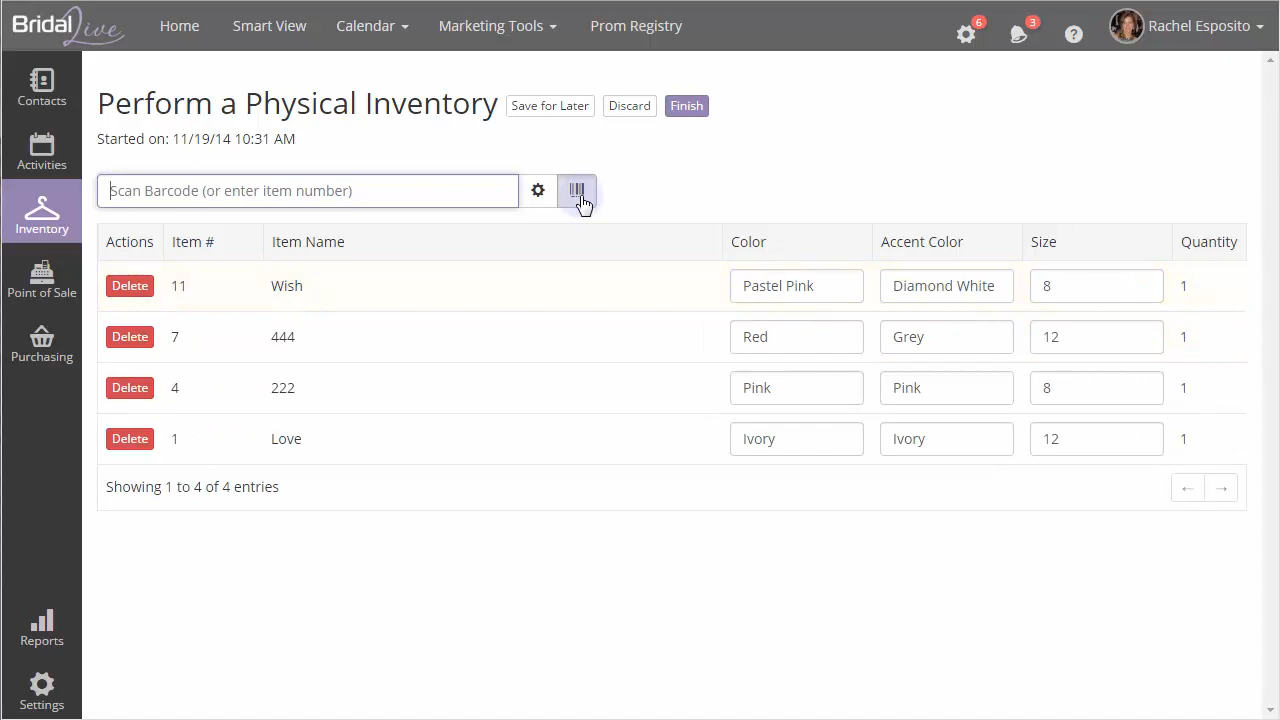 BridalLive
Home Smart View Calendar Marketing Tools Prom Registry 6 3 Rachel Esposito
Contacts
Activities
Inventory
Point of Sale
Purchasing
Reports
Settings
Perform a Physical Inventory Save for Later Discard Finish
Started on: 11/19/14 10:31 AM
Scan Barcode (or enter item number)
Actions Item # Item Name Color Accent Color Size Quantity
Delete 11 Wish Pastel Pink Diamond White 8 1
Delete 7 444 Red Grey 12 1
Delete 4 222 Pink Pink 8 1
Delete 1 Love Ivory Ivory 12 1
Showing 1 to 4 of 4 entries ← →